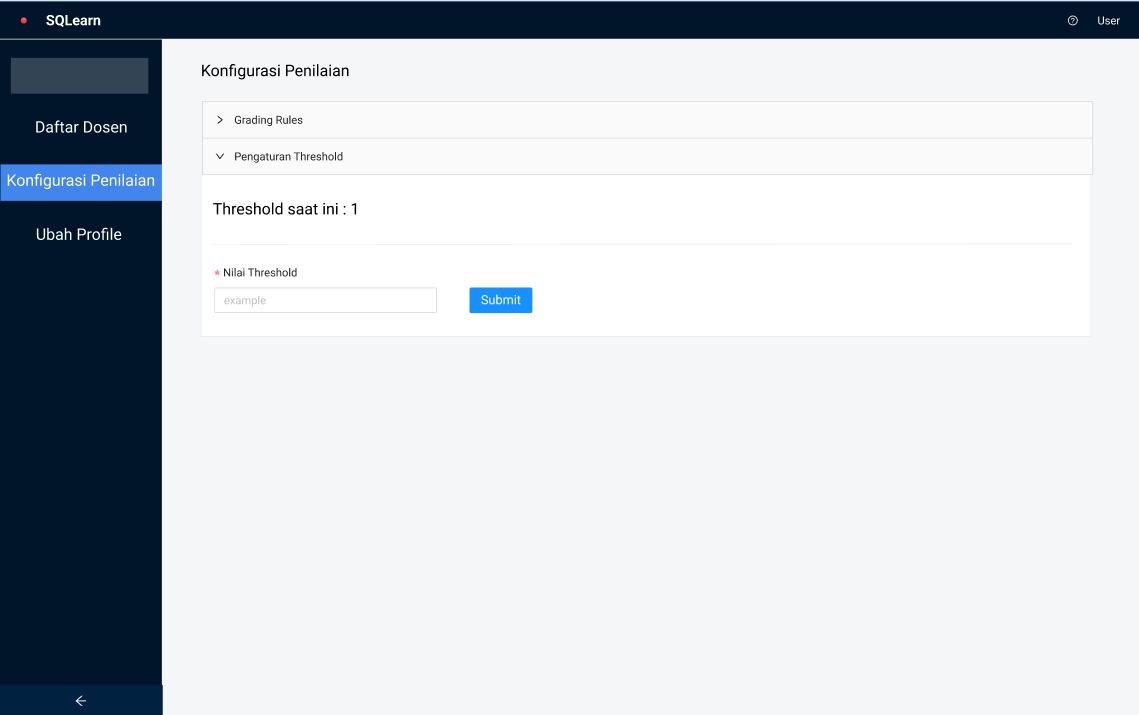 SQLearn
User
Daftar Dosen
Konfigurasi Penilaian
Ubah Profile
Konfigurasi Penilaian
Grading Rules
Pengaturan Threshold
Threshold saat ini : 1
* Nilai Threshold
example
Submit